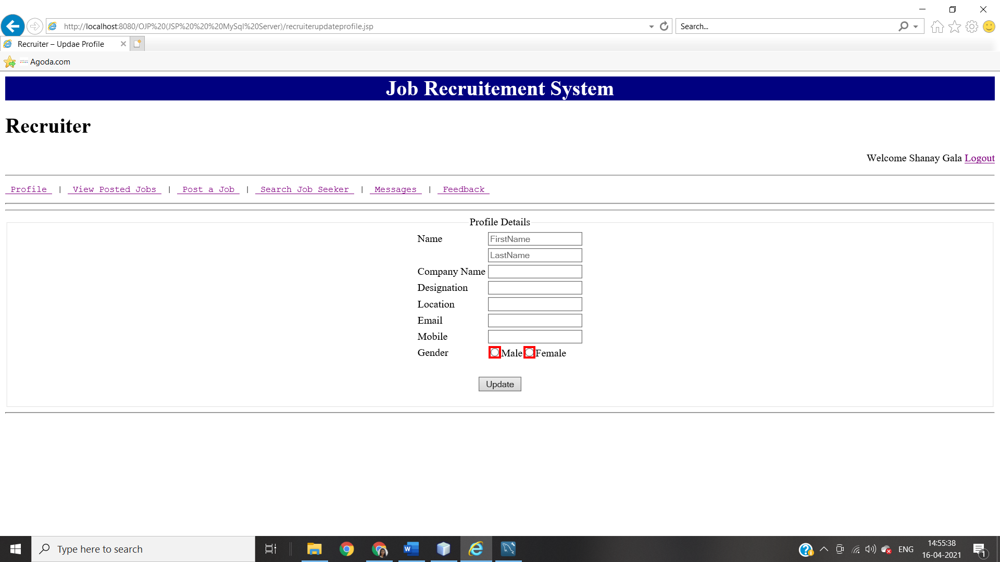 http://localhost:8080/OJP%20(JSP%20%20%20MySql%20Server)/recruiterupdateprofile.jsp
Search...
Recruiter – Updae Profile
Agoda.com
Job Recruitement System
Recruiter
Welcome Shanay Gala Logout
Profile | View Posted Jobs | Post a Job | Search Job Seeker | Messages | Feedback
Profile Details
Name FirstName
LastName
Company Name
Designation
Location
Email
Mobile
Gender Male Female
Update
Type here to search
ENG
14:55:38
16-04-2021
1